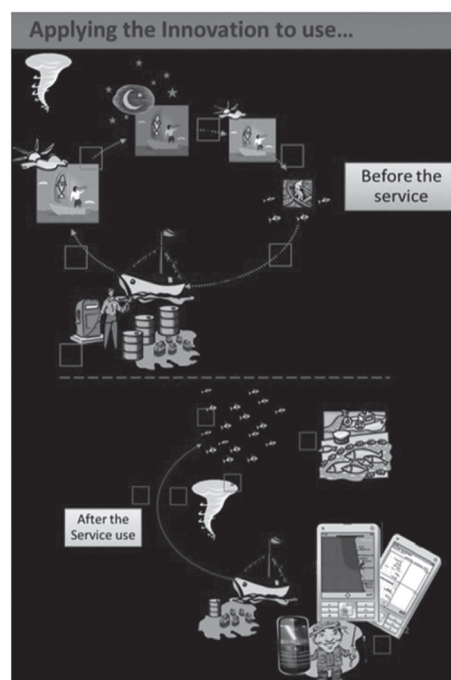 Applying the Innovation to use…
Before the
service
After the
Service use